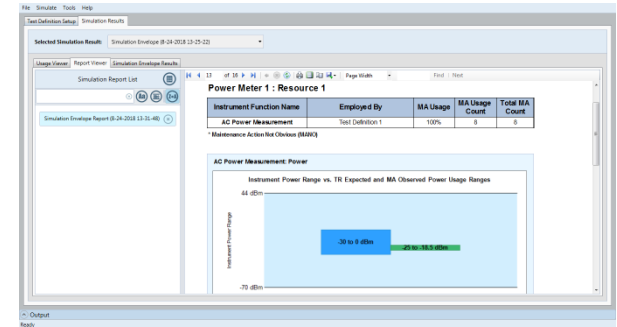 File Simulate Tools Help
Test Definition Setup Simulation Results
Selected Simulation Result: Simulation Envelope (6-24-2018 13-25-22)
Usage Viewer Report Viewer Simulation Envelope Results
Simulation Report List
13 of 16 Page Width Find Next
Simulation Envelope Report (6-24-2018 13-31-48)
Power Meter 1 : Resource 1
Instrument Function Name Employed By MA Usage MA Usage Count Total MA Count
AC Power Measurement Test Definition 1 100% 8 8
* Maintenance Action Not Obvious (MANO)
AC Power Measurement: Power
Instrument Power Range vs. TR Expected and MA Observed Power Usage Ranges
44 dBm
Instrument Power Range
-30 to 0 dBm
-25 to -18.5 dBm
-70 dBm
Output
Ready